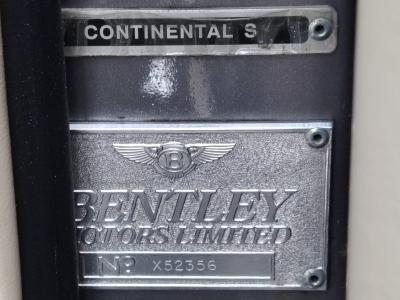 CONTINENTAL S
B
BENTLEY
MOTORS LIMITED
Nº X52356